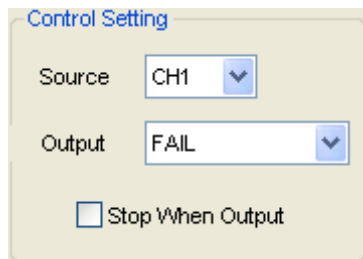 Control Setting
Source CH1
Output FAIL
Stop When Output